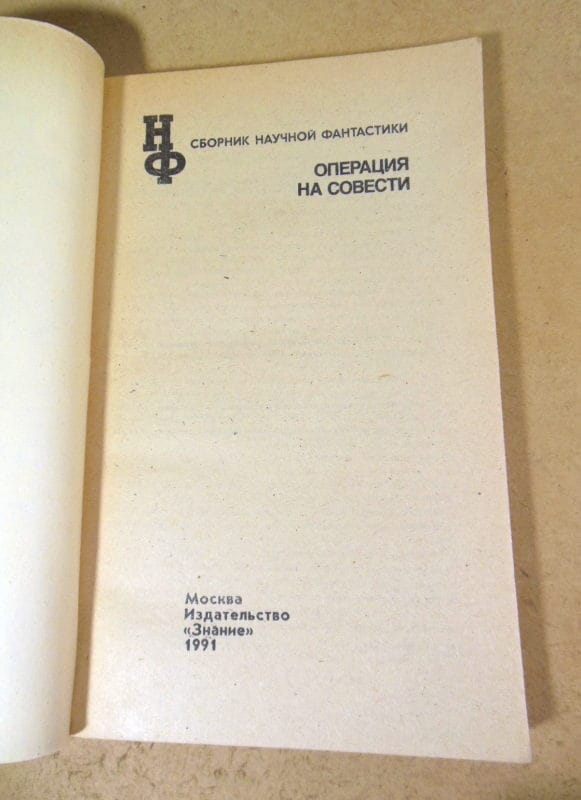 НФ
СБОРНИК НАУЧНОЙ ФАНТАСТИКИ
ОПЕРАЦИЯ
НА СОВЕСТИ
Москва
Издательство
«Знание»
1991